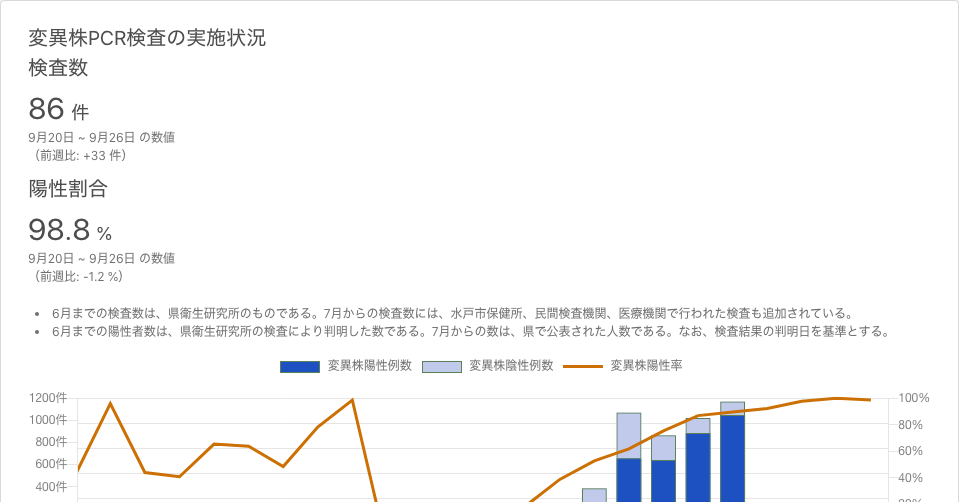 変異株PCR検査の実施状況
検査数
86 件
9月20日 ~ 9月26日 の数値
（前週比: +33 件）
陽性割合
98.8 %
9月20日 ~ 9月26日 の数値
（前週比: -1.2 %）
• 6月までの検査数は、県衛生研究所のものである。7月からの検査数には、水戸市保健所、民間検査機関、医療機関で行われた検査も追加されている。
• 6月までの陽性者数は、県衛生研究所の検査により判明した数である。7月からの数は、県で公表された人数である。なお、検査結果の判明日を基準とする。
変異株陽性例数 変異株陰性例数 変異株陽性率
1200件 100%
1000件 80%
800件
600件 60%
400件 40%